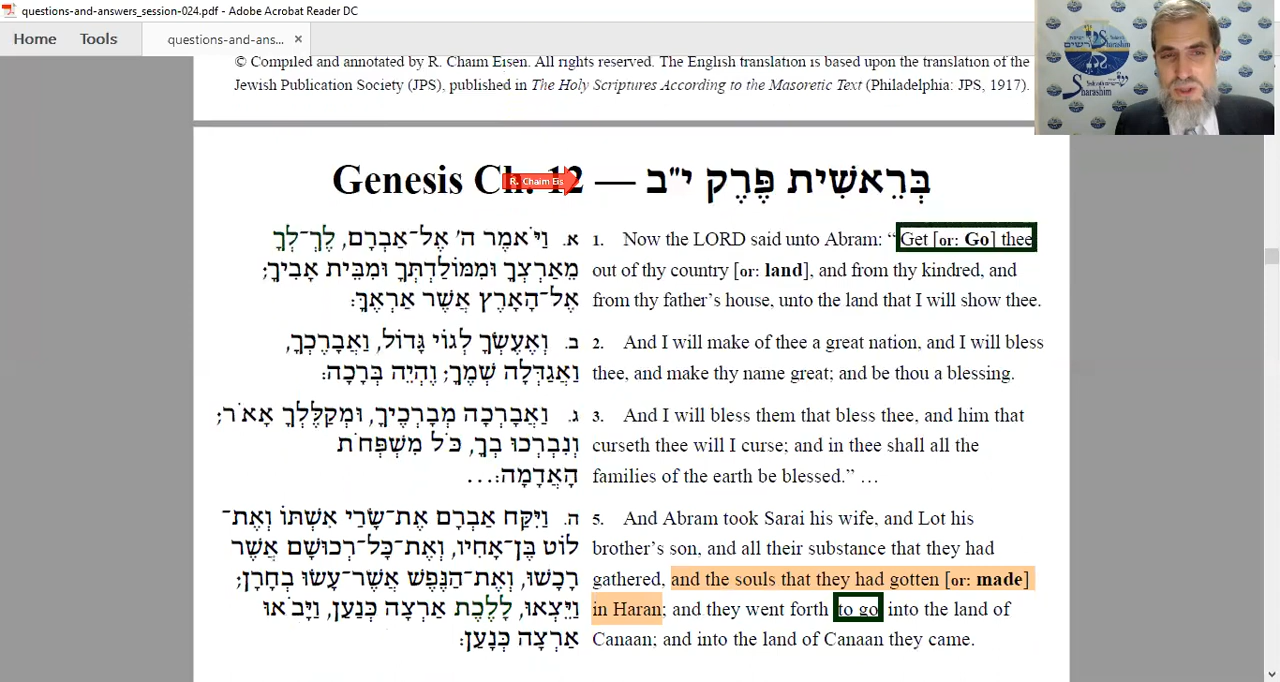 questions-and-answers_session-024.pdf - Adobe Acrobat Reader DC
Home Tools questions-and-ans... ×
© Compiled and annotated by R. Chaim Eisen. All rights reserved. The English translation is based upon the translation of the
Jewish Publication Society (JPS), published in The Holy Scriptures According to the Masoretic Text (Philadelphia: JPS, 1917).
Genesis Ch. 12 — בְּרֵאשִׁית פֶּרֶק י"ב
R. Chaim Eis
א. וַיֹּאמֶר ה' אֶל־אַבְרָם, לֶךְ־לְךָ
מֵאַרְצְךָ וּמִמּוֹלַדְתְּךָ וּמִבֵּית אָבִיךָ;
אֶל־הָאָרֶץ אֲשֶׁר אַרְאֶךָּ:
ב. וְאֶעֶשְׂךָ לְגוֹי גָּדוֹל, וַאֲבָרֶכְךָ,
וַאֲגַדְּלָה שְׁמֶךָ; וֶהְיֵה בְּרָכָה:
ג. וַאֲבָרְכָה מְבָרְכֶיךָ, וּמְקַלֶּלְךָ אָאֹר;
וְנִבְרְכוּ בְךָ, כֹּל מִשְׁפְּחֹת
הָאֲדָמָה:...
ה. וַיִּקַּח אַבְרָם אֶת־שָׂרַי אִשְׁתּוֹ וְאֶת־
לוֹט בֶּן־אָחִיו, וְאֶת־כָּל־רְכוּשָׁם אֲשֶׁר
רָכָשׁוּ, וְאֶת־הַנֶּפֶשׁ אֲשֶׁר־עָשׂוּ בְחָרָן;
וַיֵּצְאוּ, לָלֶכֶת אַרְצָה כְּנַעַן, וַיָּבֹאוּ
אַרְצָה כְּנָעַן:
1. Now the LORD said unto Abram: “Get [or: Go] thee
out of thy country [or: land], and from thy kindred, and
from thy father’s house, unto the land that I will show thee.
2. And I will make of thee a great nation, and I will bless
thee, and make thy name great; and be thou a blessing.
3. And I will bless them that bless thee, and him that
curseth thee will I curse; and in thee shall all the
families of the earth be blessed.” …
5. And Abram took Sarai his wife, and Lot his
brother’s son, and all their substance that they had
gathered, and the souls that they had gotten [or: made]
in Haran; and they went forth to go into the land of
Canaan; and into the land of Canaan they came.